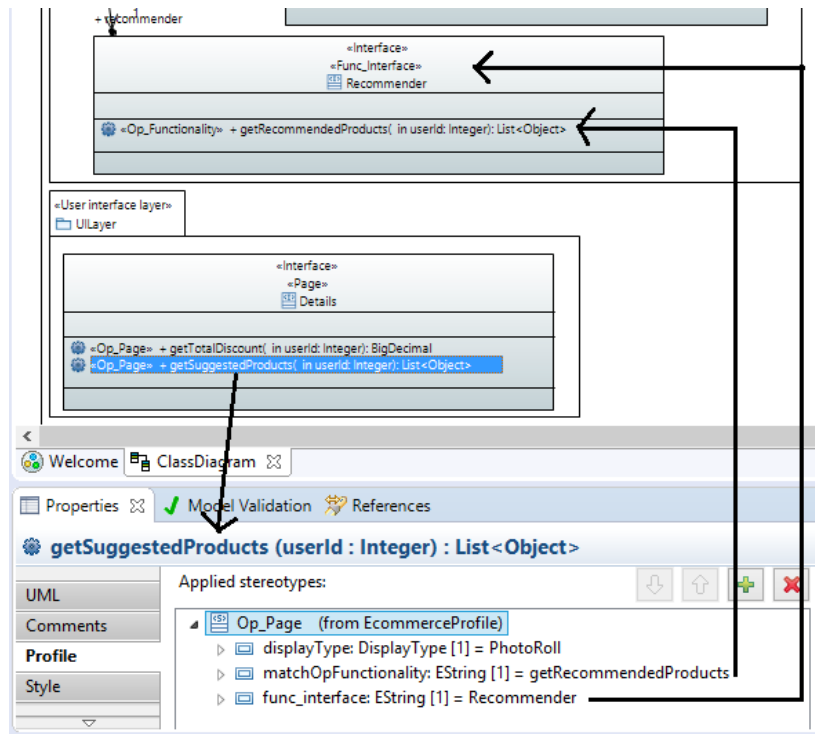 + recommender
1
«Interface»
«Func_Interface»
Recommender
«Op_Functionality» + getRecommendedProducts( in userId: Integer): List<Object>
«User interface layer»
UILayer
«Interface»
«Page»
Details
«Op_Page» + getTotalDiscount( in userId: Integer): BigDecimal
«Op_Page» + getSuggestedProducts( in userId: Integer): List<Object>
Welcome ClassDiagram
Properties Model Validation References
getSuggestedProducts (userId : Integer) : List<Object>
Applied stereotypes:
UML
Comments
Profile
Style
Op_Page (from EcommerceProfile)
displayType: DisplayType [1] = PhotoRoll
matchOpFunctionality: EString [1] = getRecommendedProducts
func_interface: EString [1] = Recommender